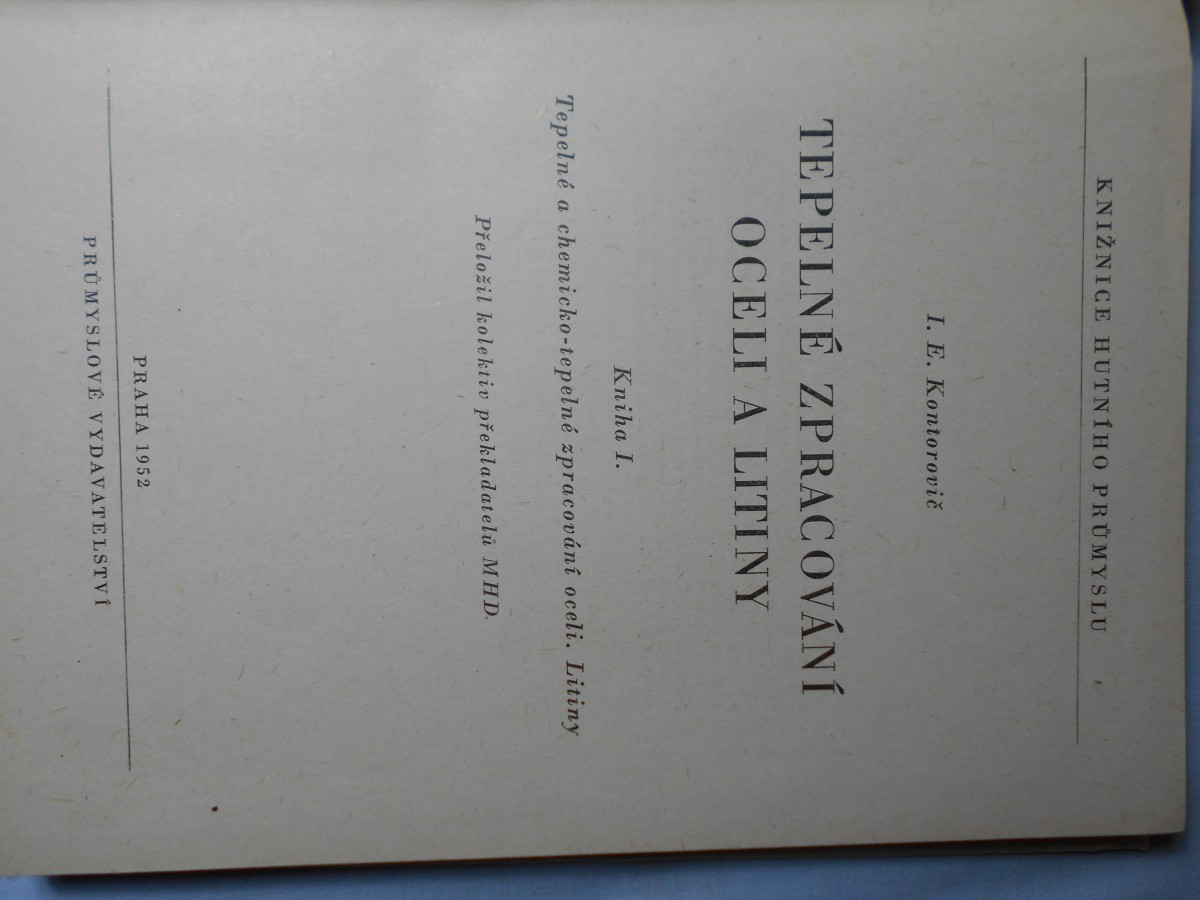 KNIŽNICE HUTNÍHO PRŮMYSLU
I. E. Kontorovič
TEPELNÉ ZPRACOVÁNÍ
OCELI A LITINY
Kniha I.
Tepelné a chemicko-tepelné zpracování oceli. Litiny
Přeložil kolektiv překladatelů MHD.
PRAHA 1952
PRŮMYSLOVÉ VYDAVATELSTVÍ